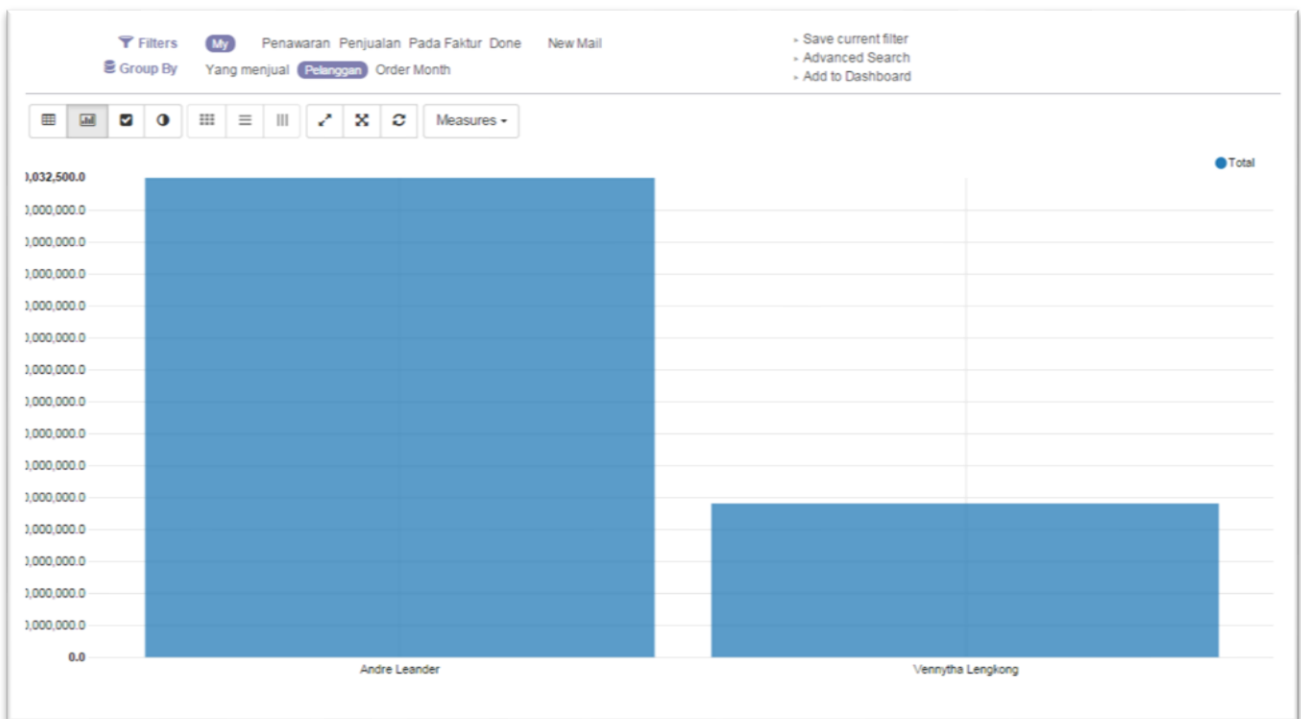 Filters My Penawaran Penjualan Pada Faktur Done New Mail
Group By Yang menjual Pelanggan Order Month
» Save current filter
» Advanced Search
» Add to Dashboard
Measures
Total
,032,500.0
,000,000.0
,000,000.0
,000,000.0
,000,000.0
,000,000.0
,000,000.0
,000,000.0
,000,000.0
,000,000.0
,000,000.0
,000,000.0
,000,000.0
,000,000.0
,000,000.0
0.0
Andre Leander
Vennytha Lengkong